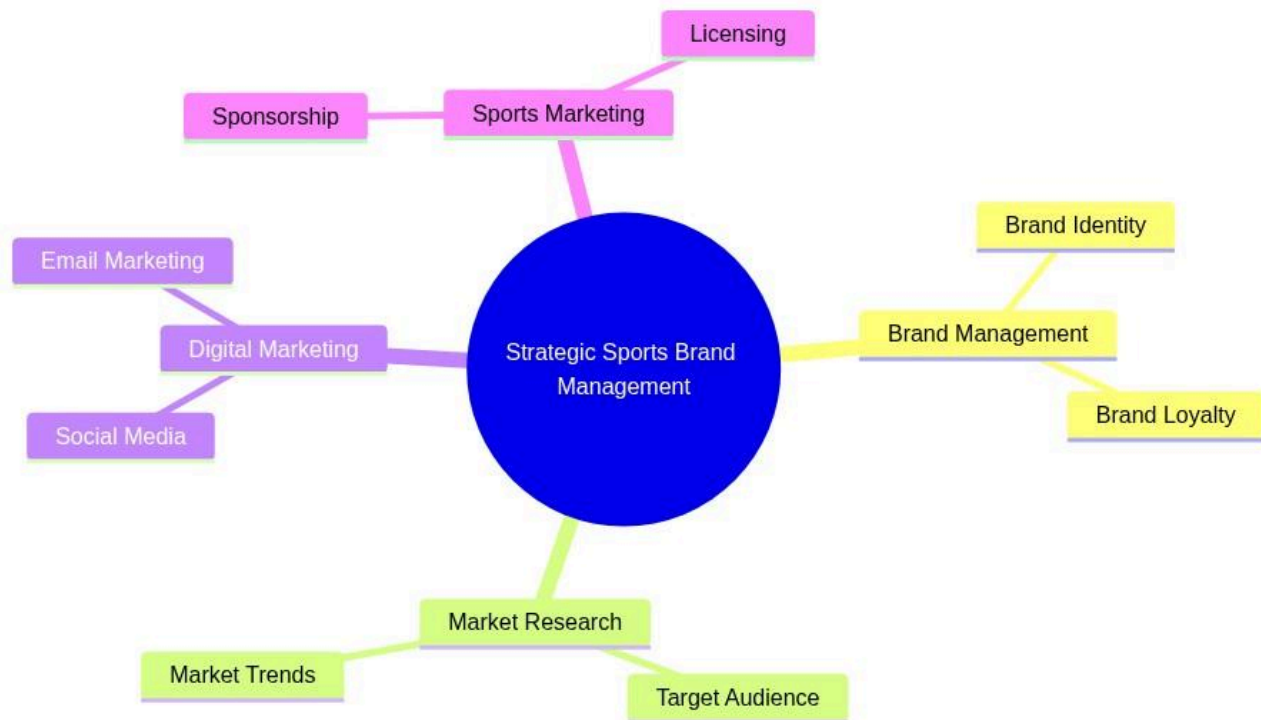 Licensing
Sponsorship
Sports Marketing
Brand Identity
Email Marketing
Brand Management
Digital Marketing
Strategic Sports Brand
Management
Brand Loyalty
Social Media
Market Research
Market Trends
Target Audience